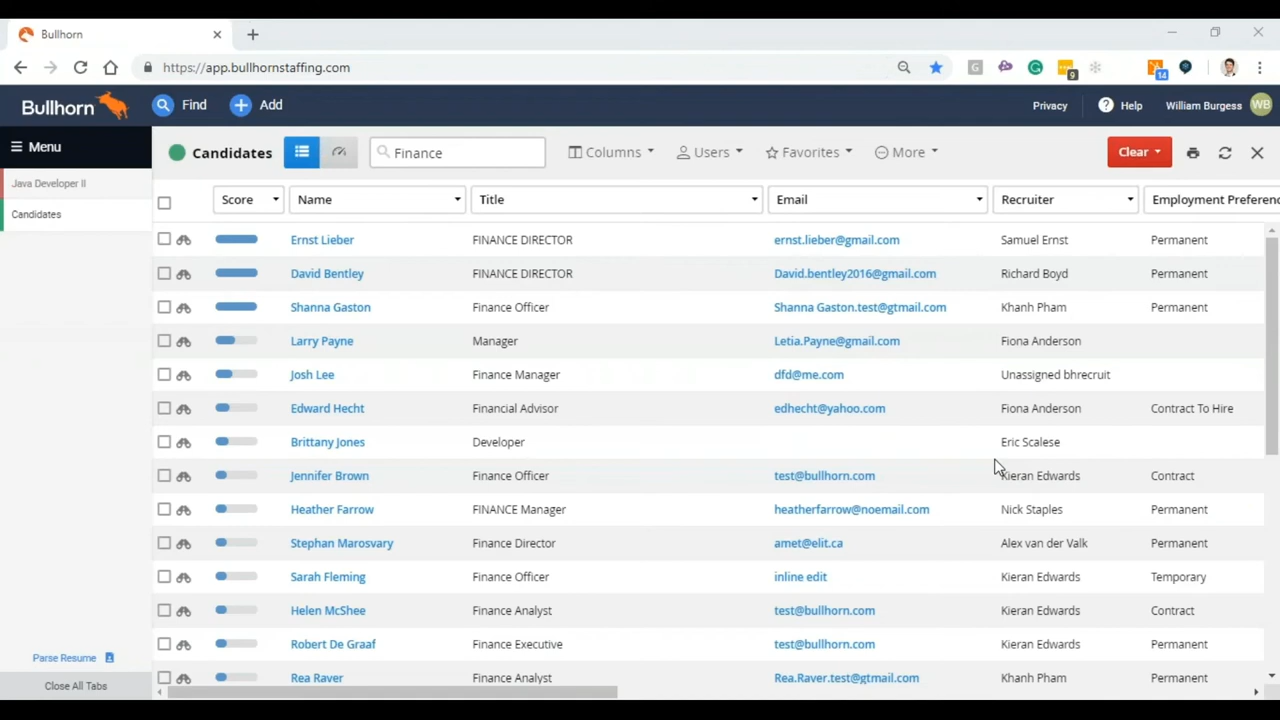 Bullhorn
https://app.bullhornstaffing.com
G
9
14
Bullhorn
Find
Add
Privacy
Help
William Burgess
WB
Menu
Candidates
Finance
Columns
Users
Favorites
More
Clear
Java Developer II
Candidates
Score
Name
Title
Email
Recruiter
Employment Preferenc
Ernst Lieber FINANCE DIRECTOR ernst.lieber@gmail.com Samuel Ernst Permanent
David Bentley FINANCE DIRECTOR David.bentley2016@gmail.com Richard Boyd Permanent
Shanna Gaston Finance Officer Shanna Gaston.test@gtmail.com Khanh Pham Permanent
Larry Payne Manager Letia.Payne@gmail.com Fiona Anderson
Josh Lee Finance Manager dfd@me.com Unassigned bhrecruit
Edward Hecht Financial Advisor edhecht@yahoo.com Fiona Anderson Contract To Hire
Brittany Jones Developer Eric Scalese
Jennifer Brown Finance Officer test@bullhorn.com Kieran Edwards Contract
Heather Farrow FINANCE Manager heatherfarrow@noemail.com Nick Staples Permanent
Stephan Marosvary Finance Director amet@elit.ca Alex van der Valk Permanent
Sarah Fleming Finance Officer inline edit Kieran Edwards Temporary
Helen McShee Finance Analyst test@bullhorn.com Kieran Edwards Contract
Robert De Graaf Finance Executive test@bullhorn.com Kieran Edwards Permanent
Rea Raver Finance Analyst Rea.Raver.test@gtmail.com Khanh Pham Permanent
Parse Resume
Close All Tabs